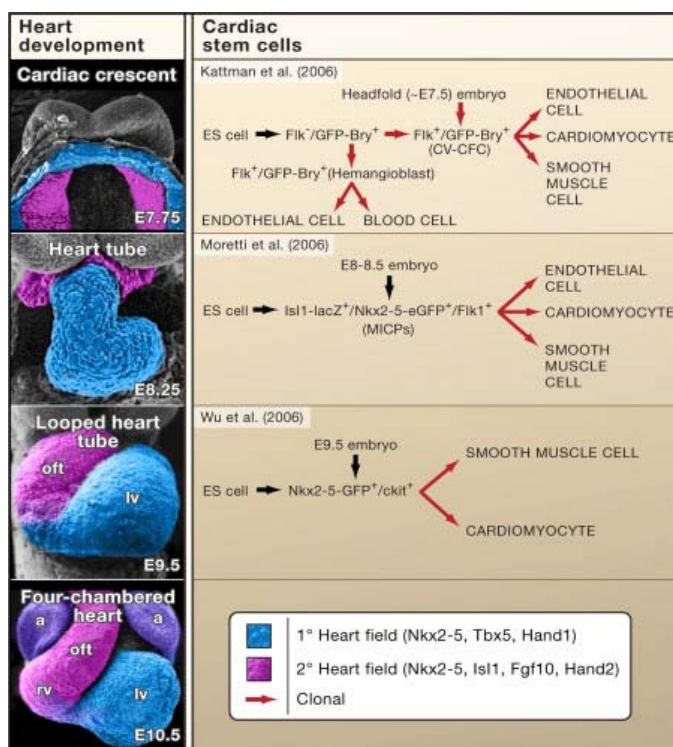 Heart
development
Cardiac
stem cells
Cardiac crescent
E7.75
Kattman et al. (2006)
Headfold (~E7.5) embryo
ES cell Flk⁻/GFP-Bry⁺ Flk⁺/GFP-Bry⁺
(CV-CFC)
ENDOTHELIAL
CELL
CARDIOMYOCYTE
SMOOTH
MUSCLE
CELL
Flk⁺/GFP-Bry⁺(Hemangioblast)
ENDOTHELIAL CELL BLOOD CELL
Heart tube
E8.25
Moretti et al. (2006)
E8-8.5 embryo
ES cell Isl1-lacZ⁺/Nkx2-5-eGFP⁺/Flk1⁺
(MICPs)
ENDOTHELIAL
CELL
CARDIOMYOCYTE
SMOOTH
MUSCLE
CELL
Looped heart
tube
oft
lv
E9.5
Wu et al. (2006)
E9.5 embryo
ES cell Nkx2-5-GFP⁺/ckit⁺
SMOOTH MUSCLE CELL
CARDIOMYOCYTE
Four-chambered
heart
a
a
oft
rv
lv
E10.5
1° Heart field (Nkx2-5, Tbx5, Hand1)
2° Heart field (Nkx2-5, Isl1, Fgf10, Hand2)
Clonal